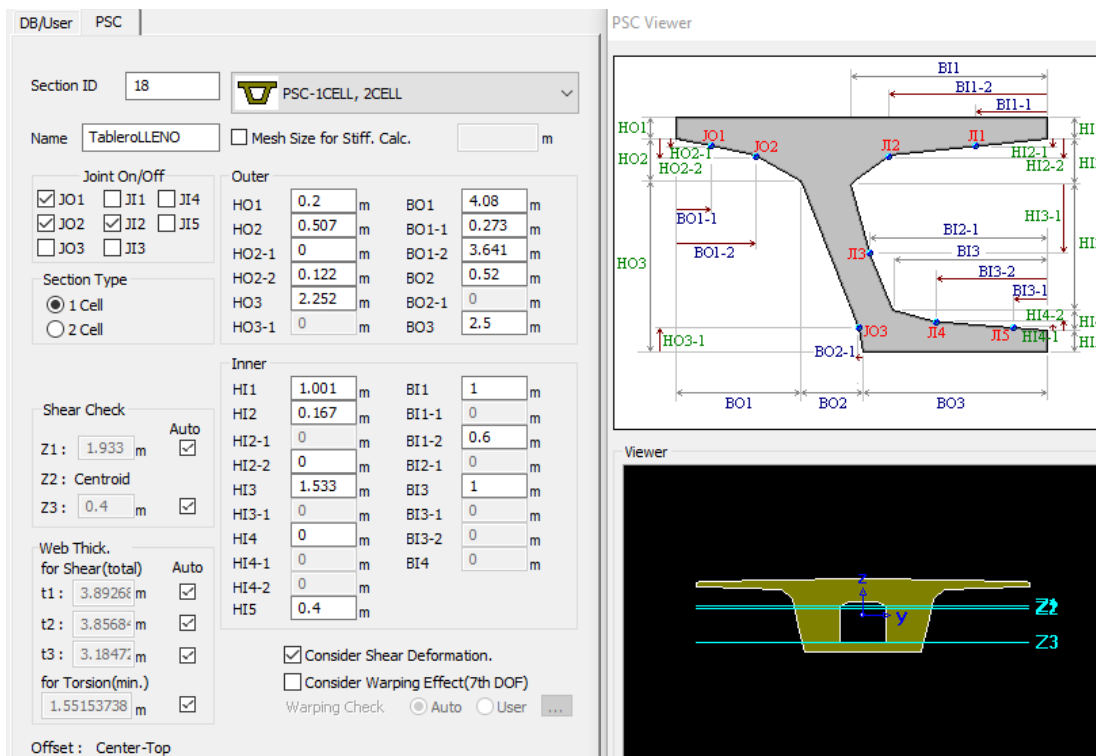 DB/User PSC
Section ID 18 PSC-1CELL, 2CELL
Name TableroLLENO Mesh Size for Stiff. Calc. m
Joint On/Off
JO1 JI1 JI4
JO2 JI2 JI5
JO3 JI3
Section Type
1 Cell
2 Cell
Outer
HO1 0.2 m BO1 4.08 m
HO2 0.507 m BO1-1 0.273 m
HO2-1 0 m BO1-2 3.641 m
HO2-2 0.122 m BO2 0.52 m
HO3 2.252 m BO2-1 0 m
HO3-1 0 m BO3 2.5 m
Inner
HI1 1.001 m BI1 1 m
HI2 0.167 m BI1-1 0 m
HI2-1 0 m BI1-2 0.6 m
HI2-2 0 m BI2-1 0 m
HI3 1.533 m BI3 1 m
HI3-1 0 m BI3-1 0 m
HI4 0 m BI3-2 0 m
HI4-1 0 m BI4 0 m
HI4-2 0 m
HI5 0.4 m
Shear Check
Auto
Z1 : 1.933 m
Z2 : Centroid
Z3 : 0.4 m
Web Thick.
for Shear(total) Auto
t1 : 3.89268 m
t2 : 3.8568 m
t3 : 3.1847 m
for Torsion(min.)
1.55153738 m
Consider Shear Deformation.
Consider Warping Effect(7th DOF)
Warping Check Auto User ...
Offset : Center-Top
PSC Viewer
BI1
BI1-2
BI1-1
HO1 JO1 JO2 JI2 JI1
HO2 HO2-1 HO2-2 HI2-1 HI2-2
BO1-1
BO1-2
HI3-1
BI2-1
BI3
JI3
HO3
BI3-2
BI3-1
HI4-2
JO3 JI4 JI5 HI4-1
HO3-1
BO2-1
BO1 BO2 BO3
Viewer
z
y
Z3